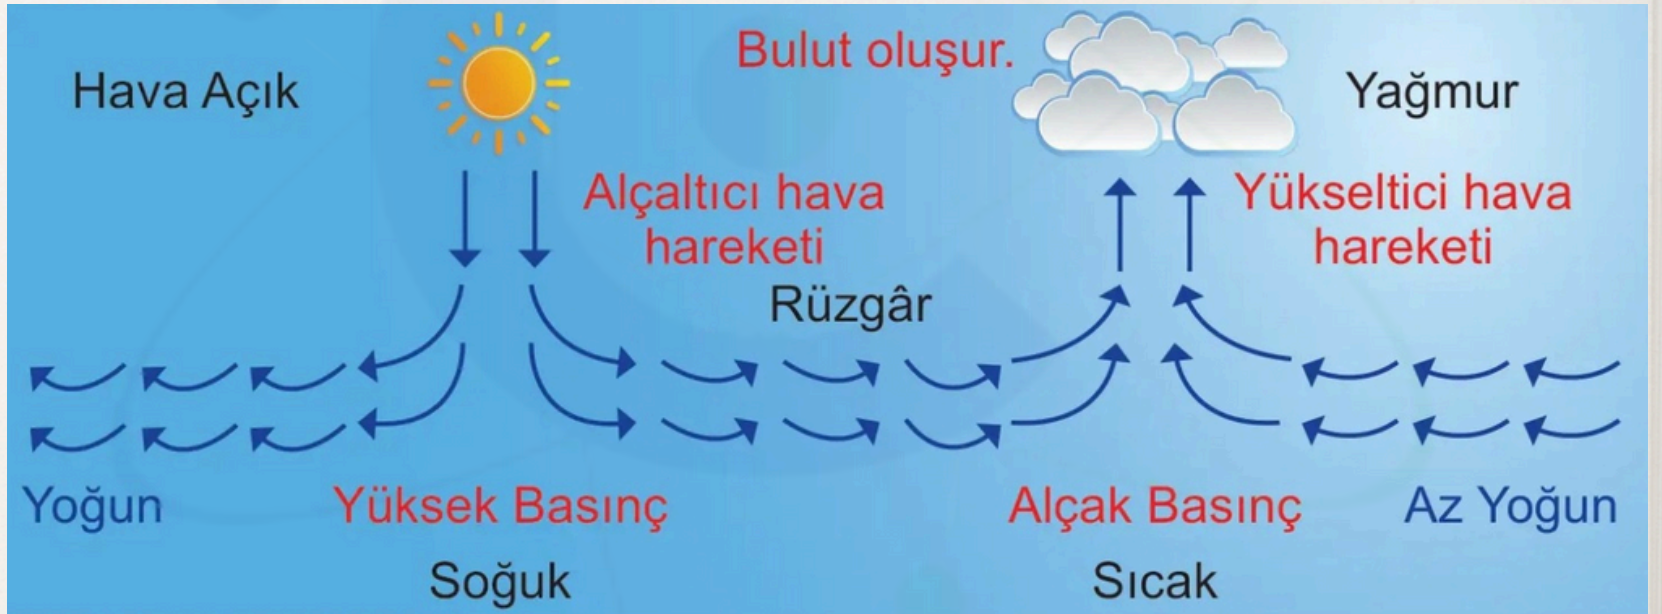 Bulut oluşur.
Hava Açık
Yağmur
Alçaltıcı hava
hareketi
Yükseltici hava
hareketi
Rüzgâr
Yoğun
Yüksek Basınç
Alçak Basınç
Az Yoğun
Soğuk
Sıcak